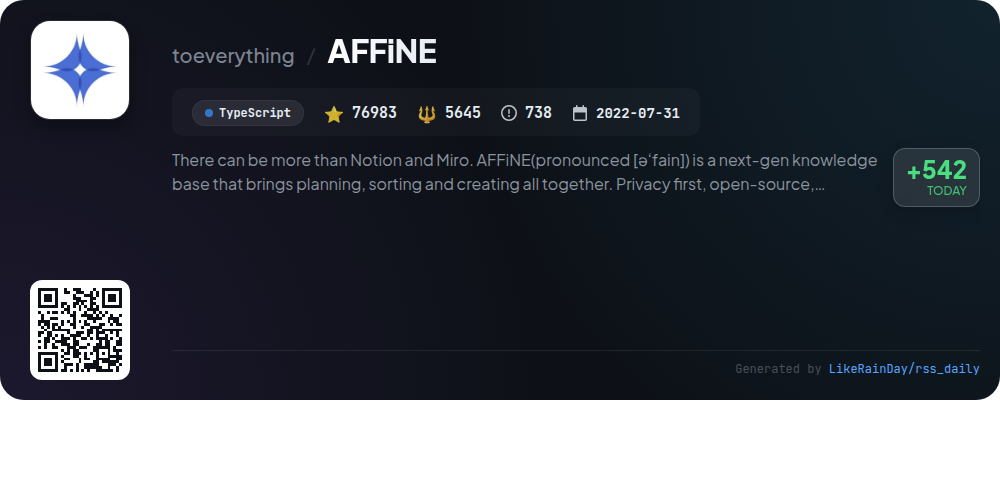 toeverything / AFFiNE
TypeScript 76983 5645 738 2022-07-31
There can be more than Notion and Miro. AFFiNE(pronounced [ə'fain]) is a next-gen knowledge
base that brings planning, sorting and creating all together. Privacy first, open-source,...
+542
TODAY
Generated by LikeRainDay/rss_daily